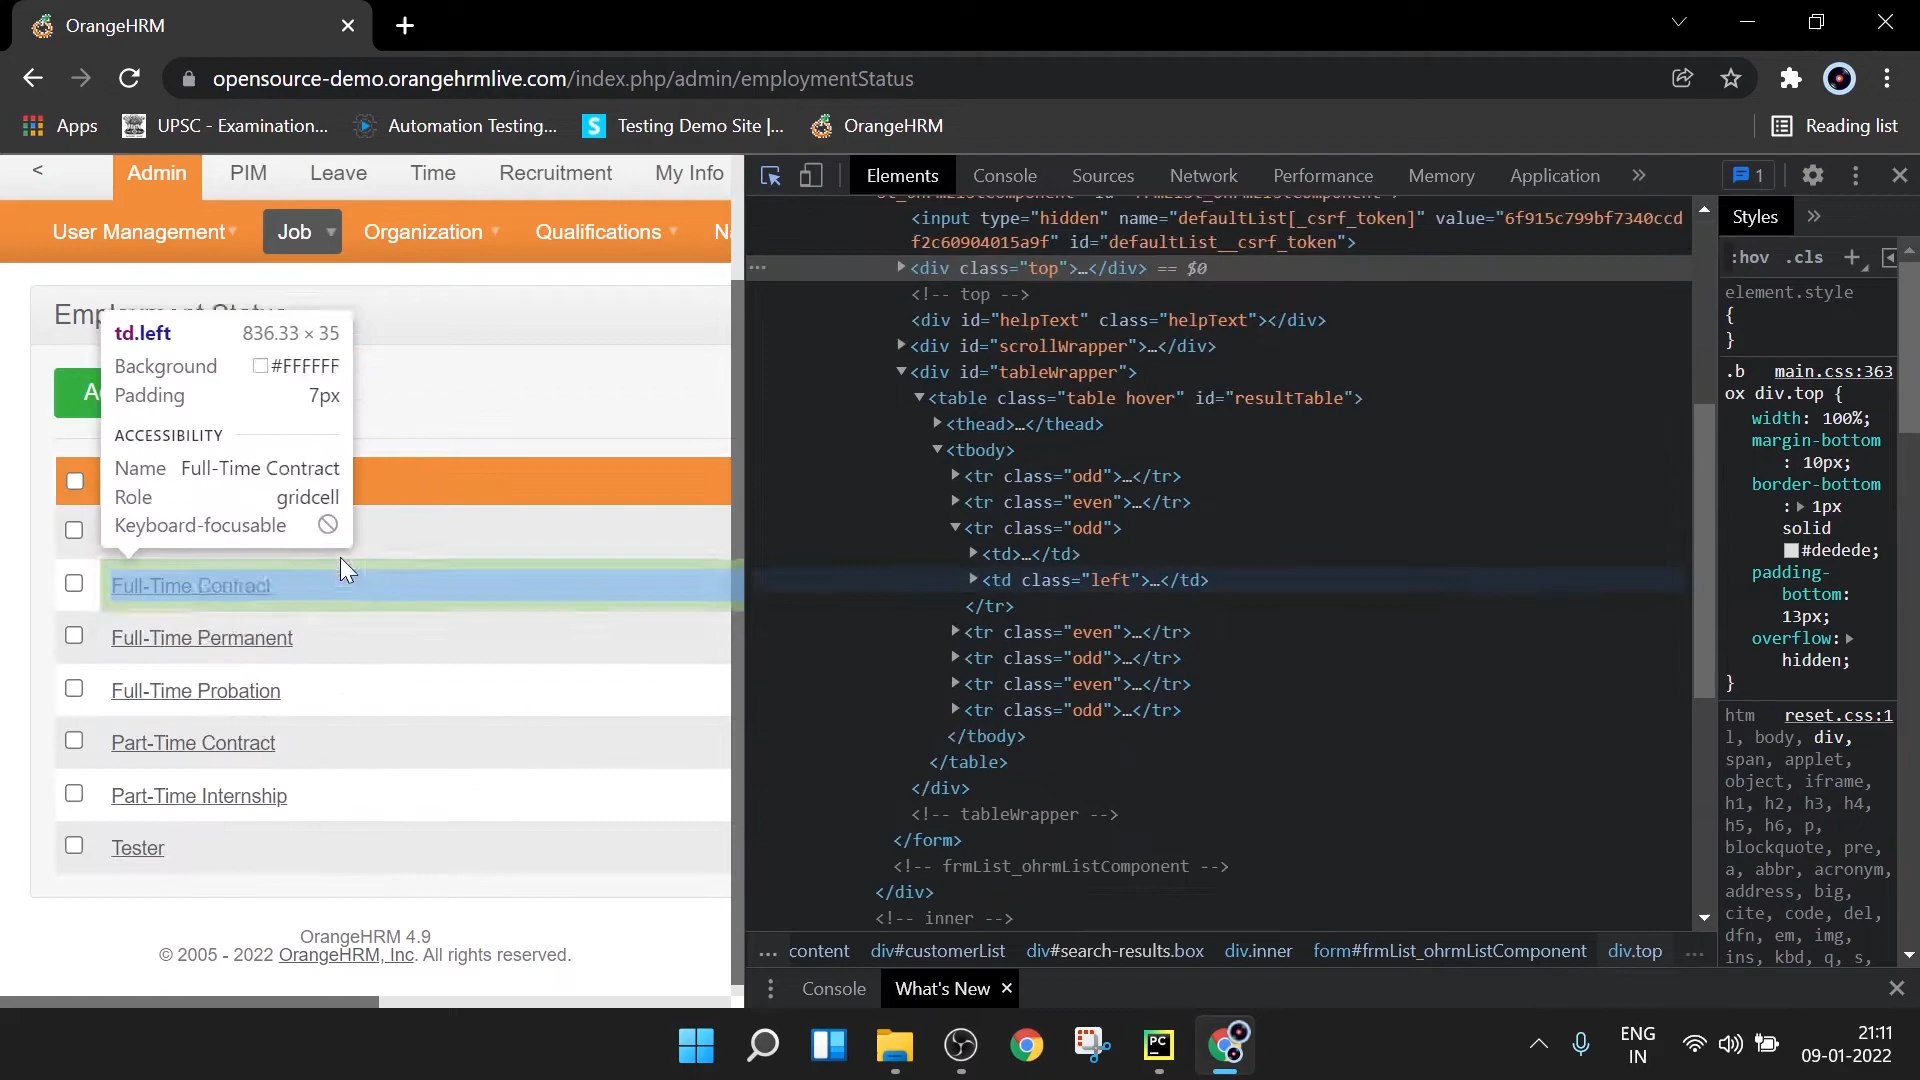 OrangeHRM
opensource-demo.orangehrmlive.com/index.php/admin/employmentStatus
Apps UPSC - Examination... Automation Testing... Testing Demo Site |... OrangeHRM Reading list
< Admin PIM Leave Time Recruitment My Info
User Management Job Organization Qualifications
td.left 836.33 × 35
Background #FFFFFF
Padding 7px
ACCESSIBILITY
Name Full-Time Contract
Role gridcell
Keyboard-focusable
Full-Time Contract
Full-Time Permanent
Full-Time Probation
Part-Time Contract
Part-Time Internship
Tester
OrangeHRM 4.9
© 2005 - 2022 OrangeHRM, Inc. All rights reserved.
Elements Console Sources Network Performance Memory Application » 1
<input type="hidden" name="defaultList[_csrf_token]" value="6f915c799bf7340ccd
f2c60904015a9f" id="defaultList__csrf_token">
<div class="top">…</div> == $0
<!-- top -->
<div id="helpText" class="helpText"></div>
<div id="scrollWrapper">…</div>
<div id="tableWrapper">
<table class="table hover" id="resultTable">
<thead>…</thead>
<tbody>
<tr class="odd">…</tr>
<tr class="even">…</tr>
<tr class="odd">
<td>…</td>
<td class="left">…</td>
</tr>
<tr class="even">…</tr>
<tr class="odd">…</tr>
<tr class="even">…</tr>
<tr class="odd">…</tr>
</tbody>
</table>
</div>
<!-- tableWrapper -->
</form>
<!-- frmList_ohrmListComponent -->
</div>
<!-- inner -->
... content div#customerList div#search-results.box div.inner form#frmList_ohrmListComponent div.top ...
Console What's New
Styles »
:hov .cls +
element.style
{
}
.b main.css:363
ox div.top {
width: 100%;
margin-bottom
: 10px;
border-bottom
: 1px
solid
#dedede;
padding-
bottom:
13px;
overflow:
hidden;
}
htm reset.css:1
l, body, div,
span, applet,
object, iframe,
h1, h2, h3, h4,
h5, h6, p,
blockquote, pre,
a, abbr, acronym,
address, big,
cite, code, del,
dfn, em, img,
ins, kbd, q, s,
PC
ENG
IN
21:11
09-01-2022